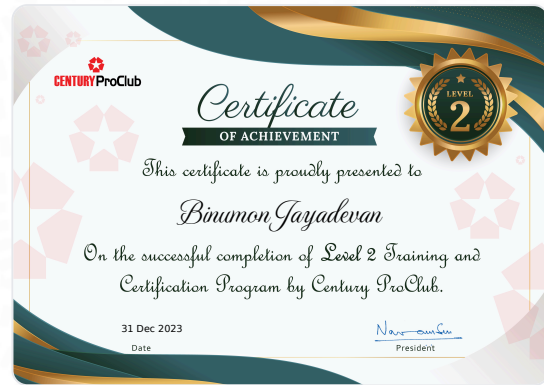 CENTURY ProClub
Certificate
OF ACHIEVEMENT
LEVEL
2
This certificate is proudly presented to
Binumon Jayadevan
On the successful completion of Level 2 Training and
Certification Program by Century ProClub.
31 Dec 2023
Date
President